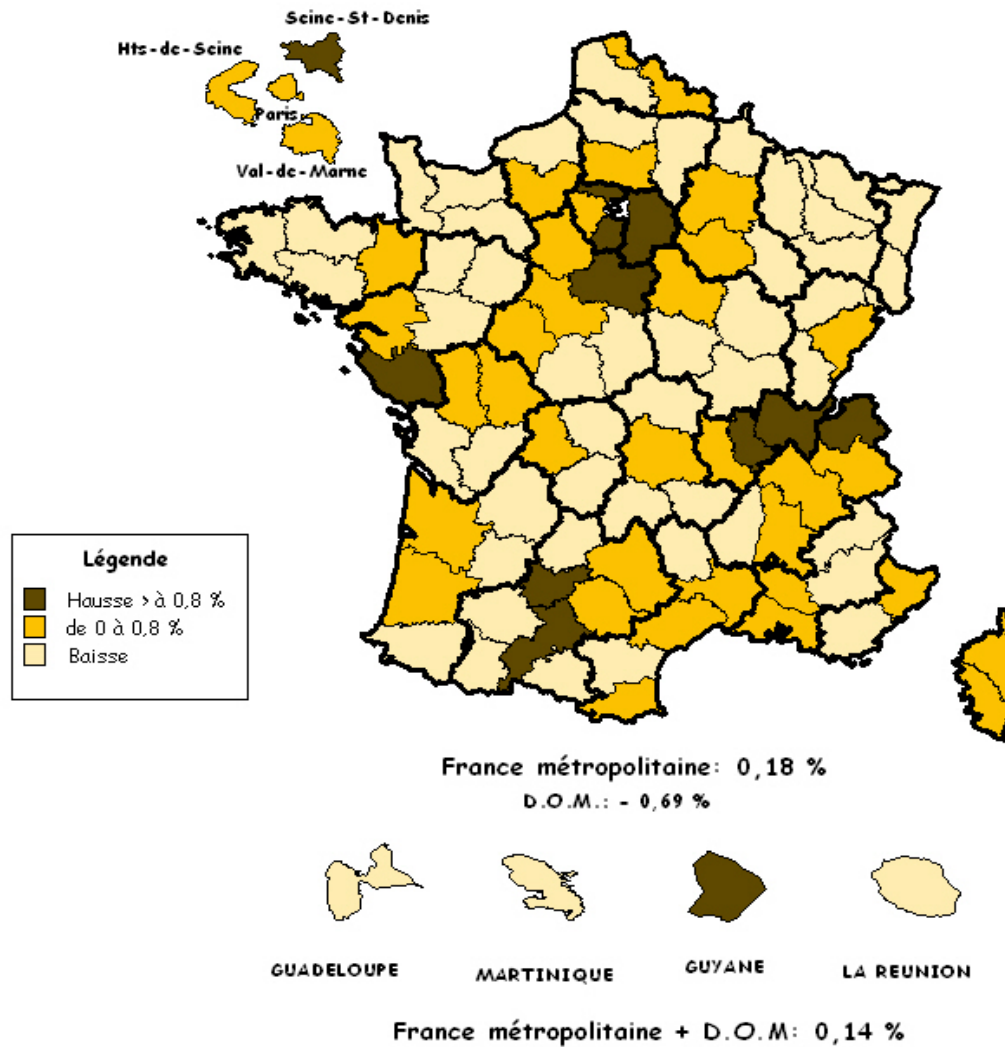 Seine-St-Denis
Hts-de-Seine
Paris
Val-de-Marne
Légende
Hausse > à 0,8 %
de 0 à 0,8 %
Baisse
France métropolitaine: 0,18 %
D.O.M.: - 0,69 %
GUADELOUPE
MARTINIQUE
GUYANE
LA REUNION
France métropolitaine + D.O.M: 0,14 %